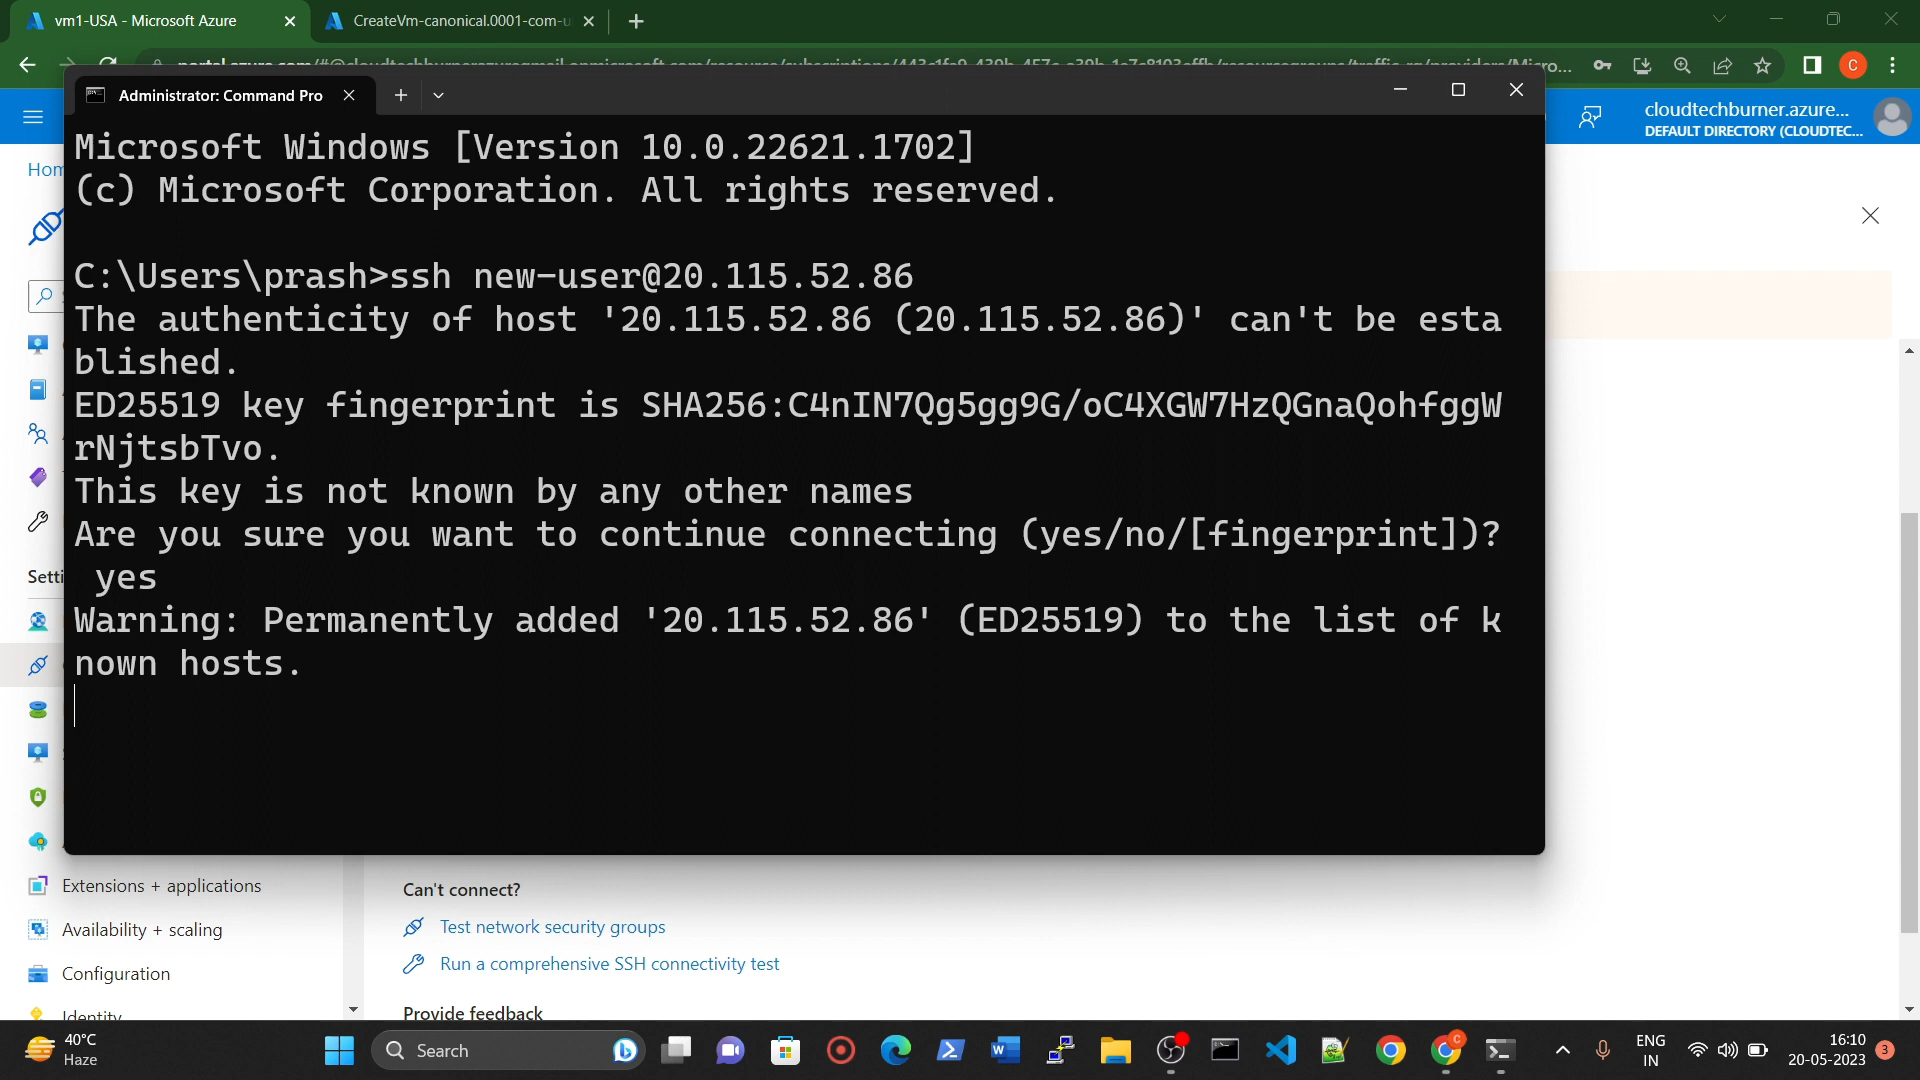 vm1-USA - Microsoft Azure
CreateVm-canonical.0001-com-u
cloudtechburner.azure...
DEFAULT DIRECTORY (CLOUDTEC...
Administrator: Command Pro
Microsoft Windows [Version 10.0.22621.1702]
(c) Microsoft Corporation. All rights reserved.
C:\Users\prash>ssh new-user@20.115.52.86
The authenticity of host '20.115.52.86 (20.115.52.86)' can't be esta
blished.
ED25519 key fingerprint is SHA256:C4nIN7Qg5gg9G/oC4XGW7HzQGnaQohfggW
rNjtsbTvo.
This key is not known by any other names
Are you sure you want to continue connecting (yes/no/[fingerprint])?
yes
Warning: Permanently added '20.115.52.86' (ED25519) to the list of k
nown hosts.
Hom
Setti
Extensions + applications
Availability + scaling
Configuration
Identity
Can't connect?
Test network security groups
Run a comprehensive SSH connectivity test
Provide feedback
40°C
Haze
Search
ENG
IN
16:10
20-05-2023
3